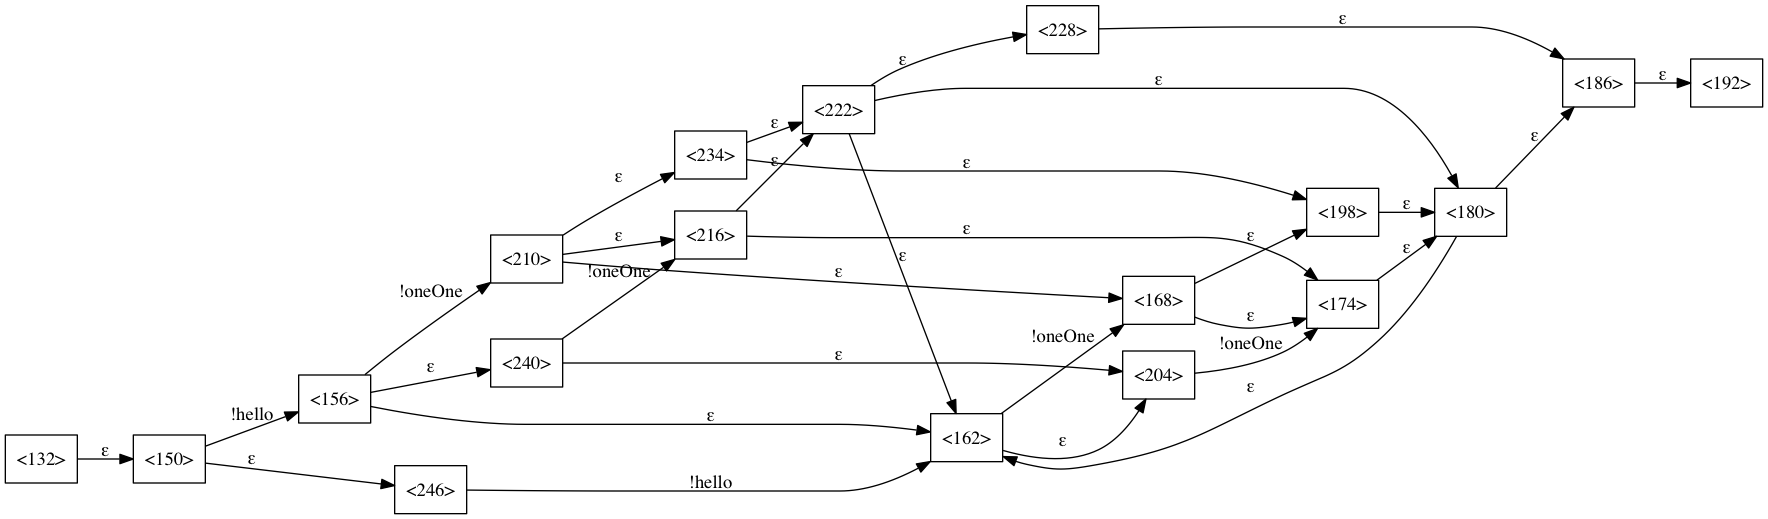 <228>
ε
ε
<186>
ε
<192>
ε
ε
<222>
ε
<234>
ε
ε
ε
ε
<198>
ε
<180>
ε
<216>
ε
ε
ε
<210>
ε
ε
!oneOne
ε
!oneOne
<168>
<174>
ε
!oneOne
!oneOne
<240>
ε
ε
<204>
ε
<156>
!hello
ε
ε
<162>
<132>
ε
<150>
ε
<246>
!hello